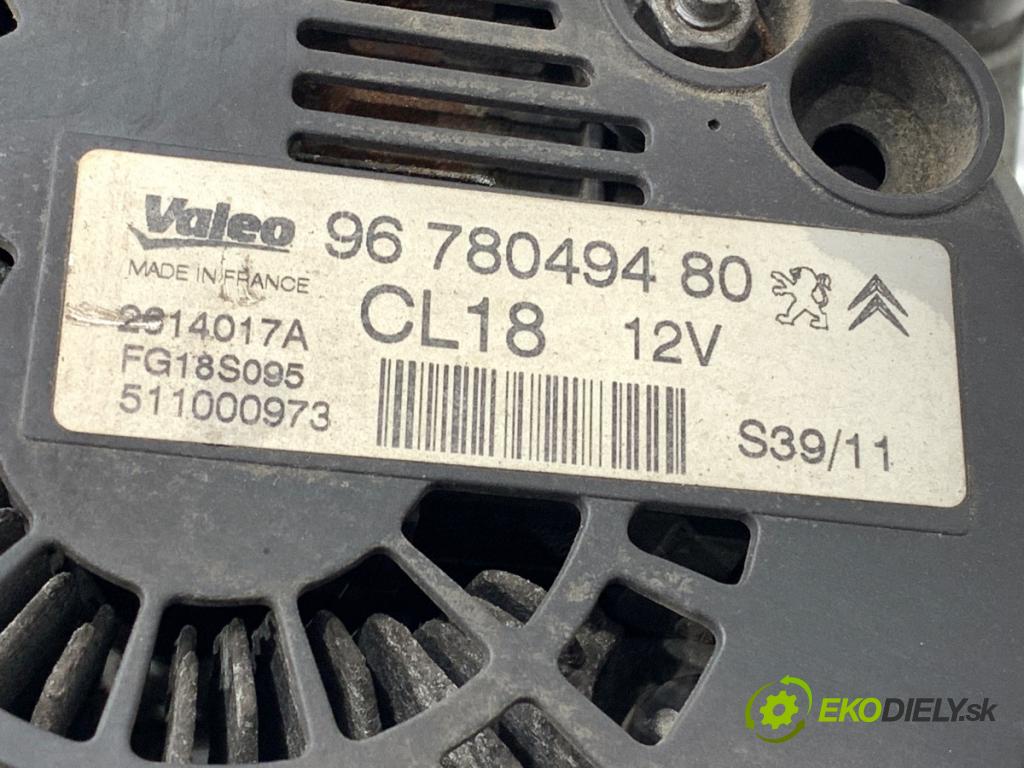 Valeo 96 780494 80
MADE IN FRANCE
2614017A CL18 12V
FG18S095
511000973
S39/11
EKODIELY.sk